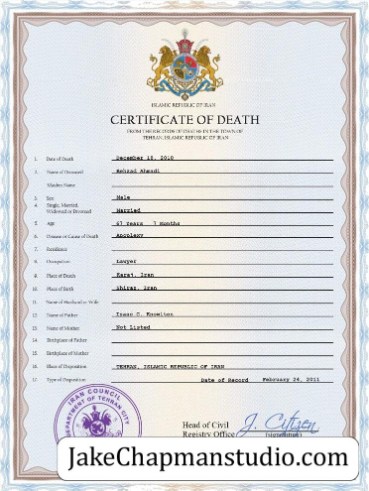 ISLAMIC REPUBLIC OF IRAN
CERTIFICATE OF DEATH
FROM THE RECORDS OF DEATHS IN THE TOWN OF
TEHRAN, ISLAMIC REPUBLIC OF IRAN
1. Date of Death December 18, 2010
2. Name of Deceased Ahmadi
Maiden Name
3. Sex Male
4. Single, Married, Widowed or Divorced Married
5. Age 67 Years 7 Months
6. Disease or Cause of Death Apoplexy
7. Residence
8. Occupation Lawyer
9. Place of Death Karaj, Iran
10. Place of Birth Shiraz, Iran
11. Name of Husband or Wife
12. Name of Father Isaac S. Knowlton
13. Name of Mother Not Listed
14. Birthplace of Father
15. Birthplace of Mother
16. Place of Disposition TEHRAN, ISLAMIC REPUBLIC OF IRAN
17. Type of Disposition Date of Record February 26, 2011
IRAN COUNCIL
DEPARTMENT OF TEHRAN CITY
Head of Civil
Registry Office
J. Citizen
JakeChapmanstudio.com